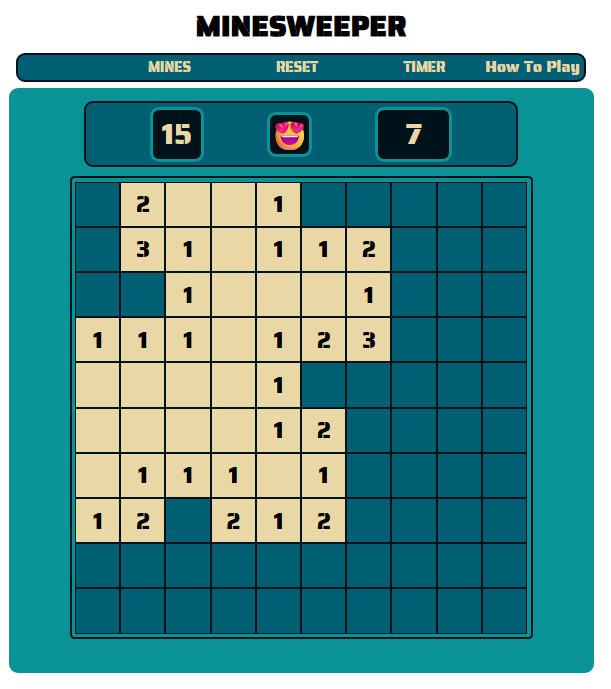 MINESWEEPER
MINES RESET TIMER How To Play
15 7
2 1
3 1 1 1 2
1 1
1 1 1 1 2 3
1
1 2
1 1 1 1
1 2 2 1 2